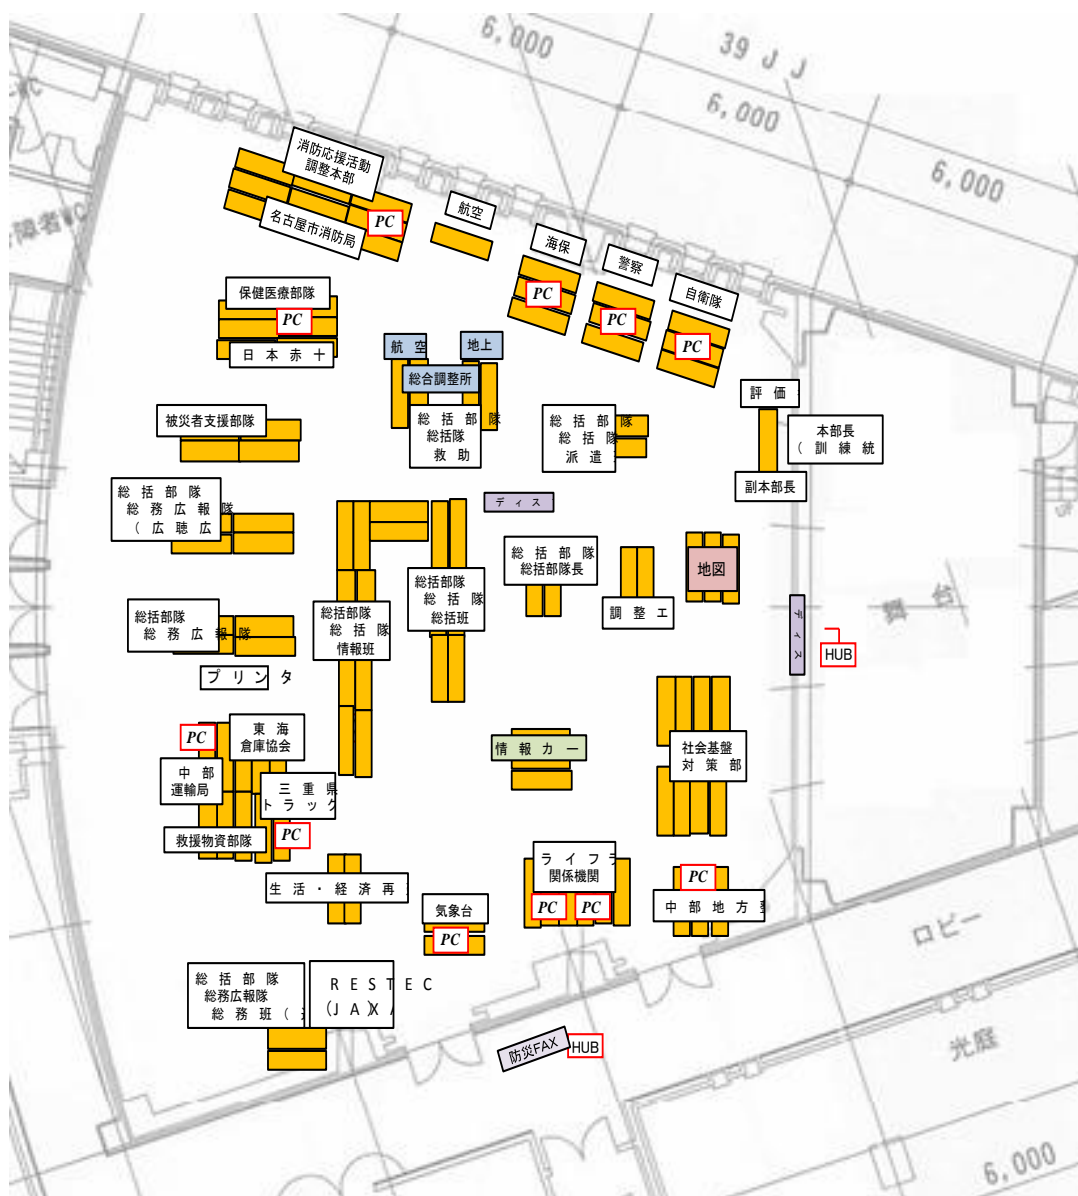 6,000
39 J J
6,000
6,000
消防応援活動
調整本部
名古屋市消防局
PC
航空
海保
PC
警察
PC
自衛隊
PC
障者WC
保健医療部隊
PC
日本赤十
航空
地上
総合調整所
総括部隊
総括隊
救助
総括部隊
総括隊
派遣
評価
本部長
(訓練統
副本部長
被災者支援部隊
総括部隊
総務広報隊
(広聴広
ディス
総括部隊
総括部隊長
調整エ
地図
舞台
ディス
HUB
総括部隊
総括隊
総括班
総括部隊
総括隊
情報班
総括部隊
総務広報隊
プリンタ
PC
東海
倉庫協会
中部
運輸局
三重県
トラック
救援物資部隊
PC
情報カー
社会基盤
対策部
生活・経済再
気象台
PC
ライフラ
関係機関
PC
PC
PC
中部地方整
ロビー
総括部隊
総務広報隊
総務班(
RESTEC
(JAXA
防災FAX
HUB
光庭
6,000